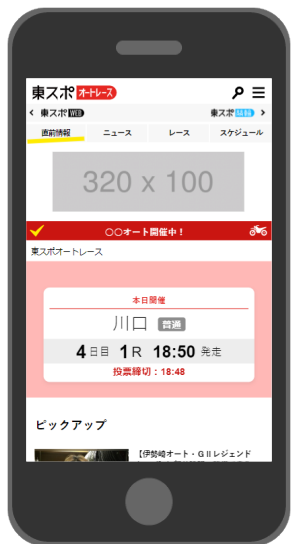 東スポ オートレース
‹ 東スポWEB 東スポ ›
直前情報 ニュース レース スケジュール
320 x 100
○○オート開催中！
東スポオートレース
本日開催
川口 普通
4日目 1R 18:50 発走
投票締切：18:48
ピックアップ
【伊勢崎オート・GⅡレジェンド